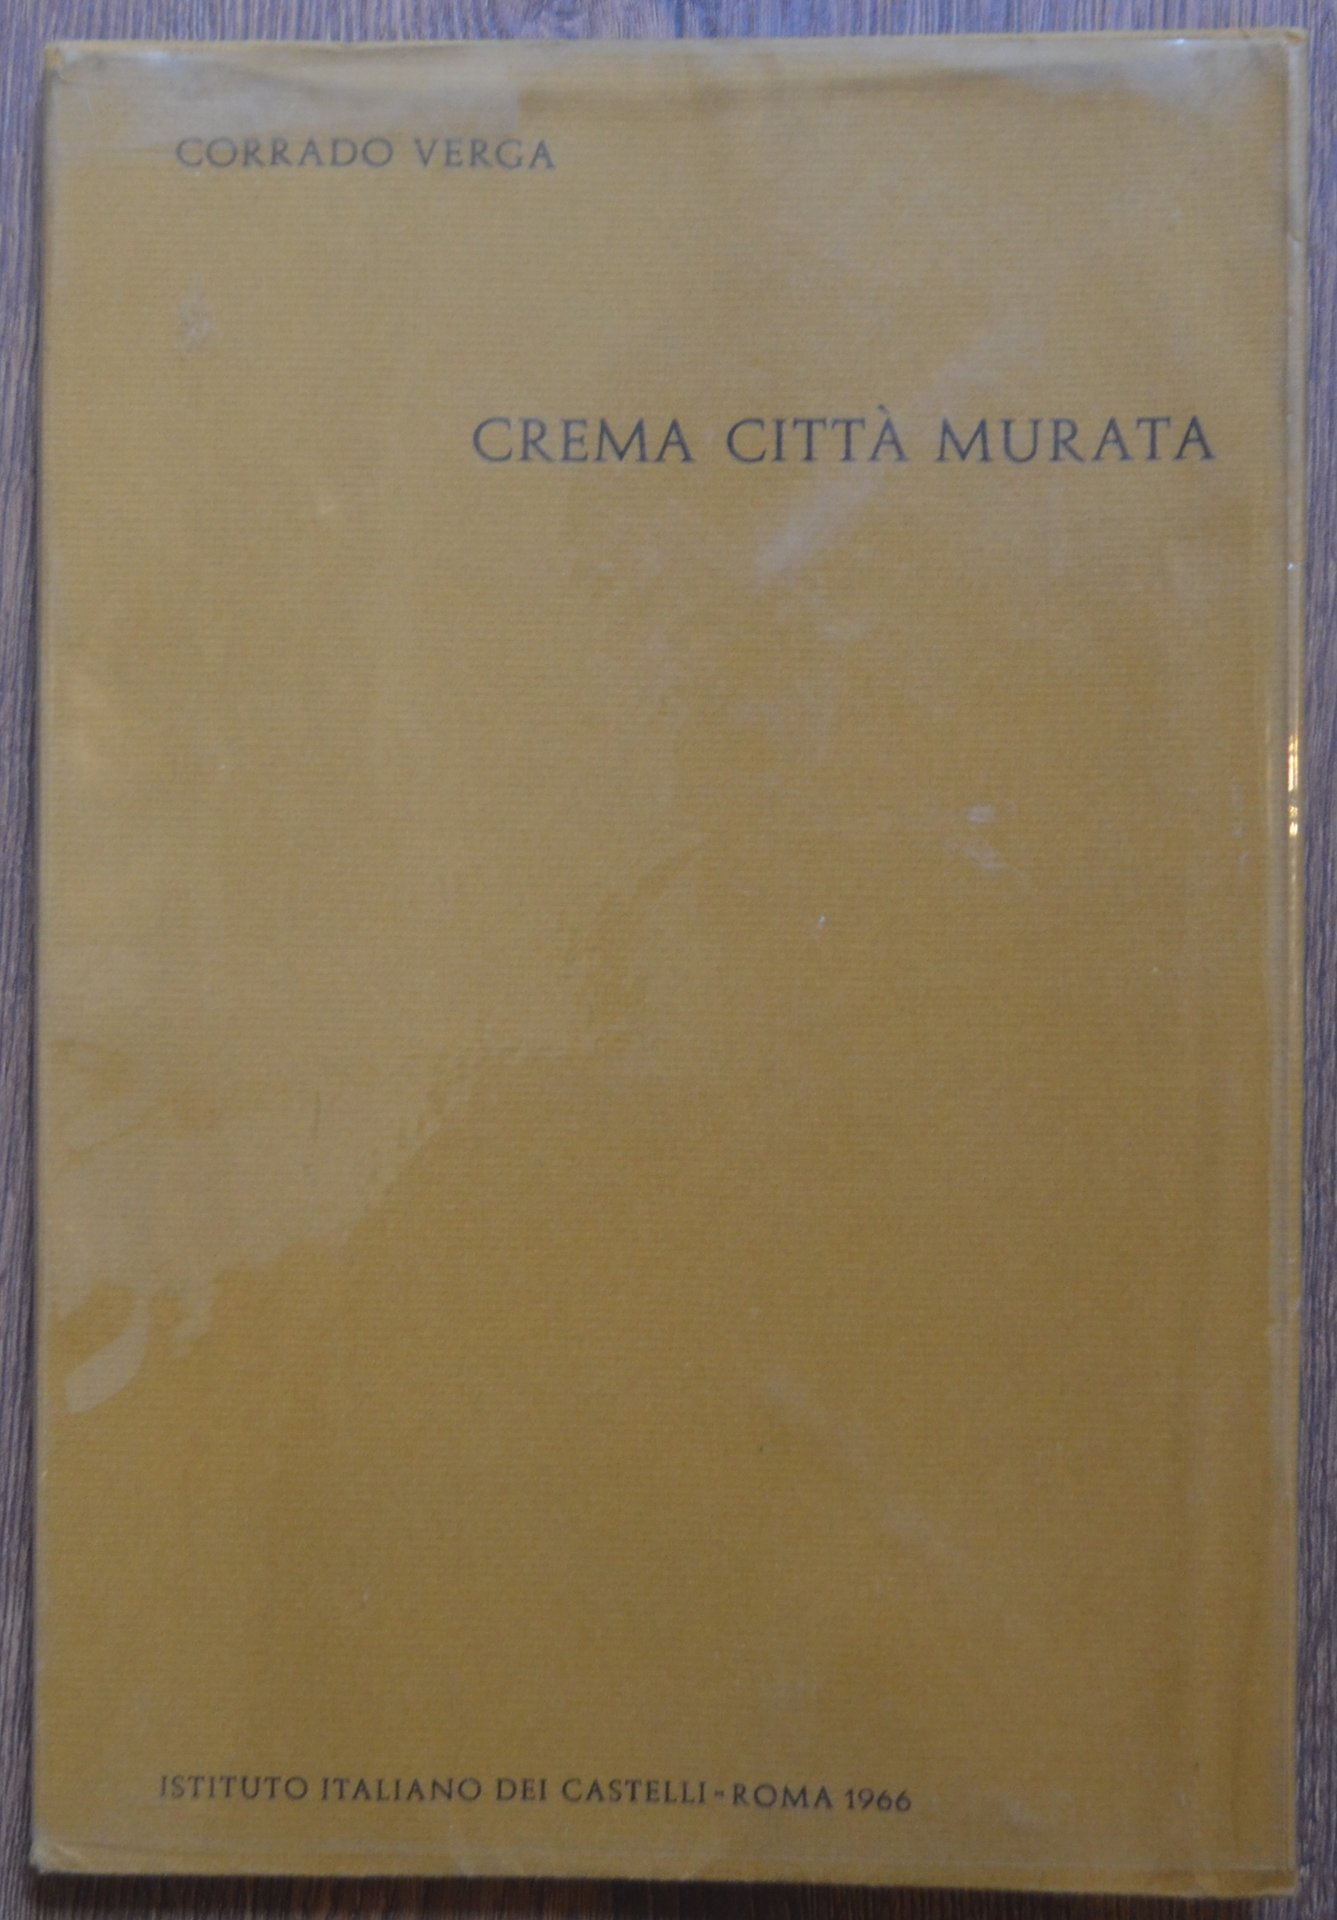 CORRADO VERGA
CREMA CITTÀ MURATA
ISTITUTO ITALIANO DEI CASTELLI - ROMA 1966